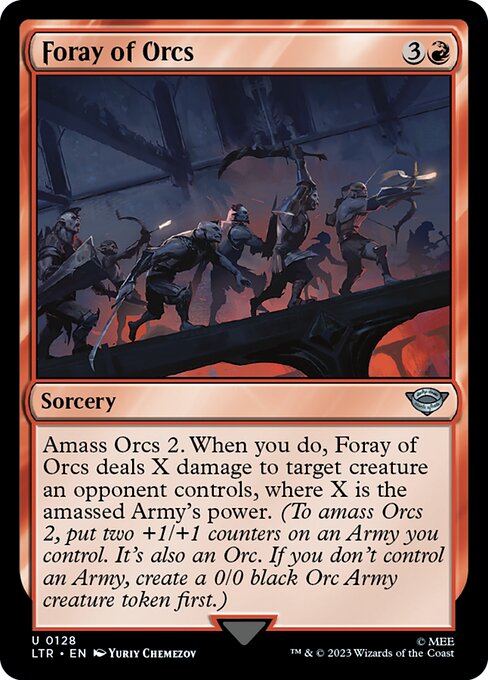 Foray of Orcs 3
Sorcery
Amass Orcs 2. When you do, Foray of
Orcs deals X damage to target creature
an opponent controls, where X is the
amassed Army's power. (To amass Orcs
2, put two +1/+1 counters on an Army you
control. It's also an Orc. If you don't control
an Army, create a 0/0 black Orc Army
creature token first.)
U 0128 © MEE
LTR • EN Yuriy Chemezov ™ & © 2023 Wizards of the Coast